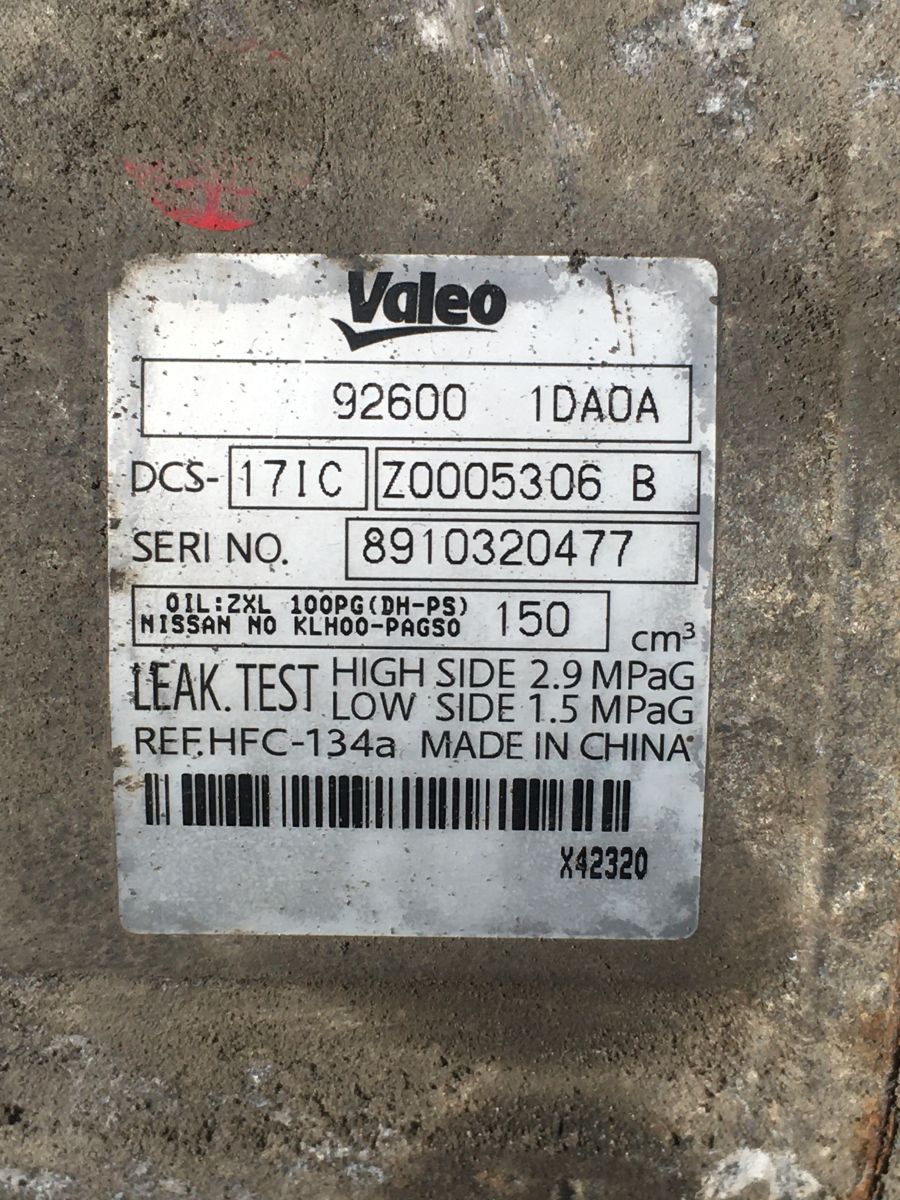 Valeo
92600 1DA0A
DCS-17IC Z0005306 B
SERI NO. 8910320477
OIL:ZXL 100PG(DH-PS) 150 cm³
NISSAN NO KLH00-PAGS0
LEAK. TEST HIGH SIDE 2.9 MPaG
LOW SIDE 1.5 MPaG
REF.HFC-134a MADE IN CHINA
X42320